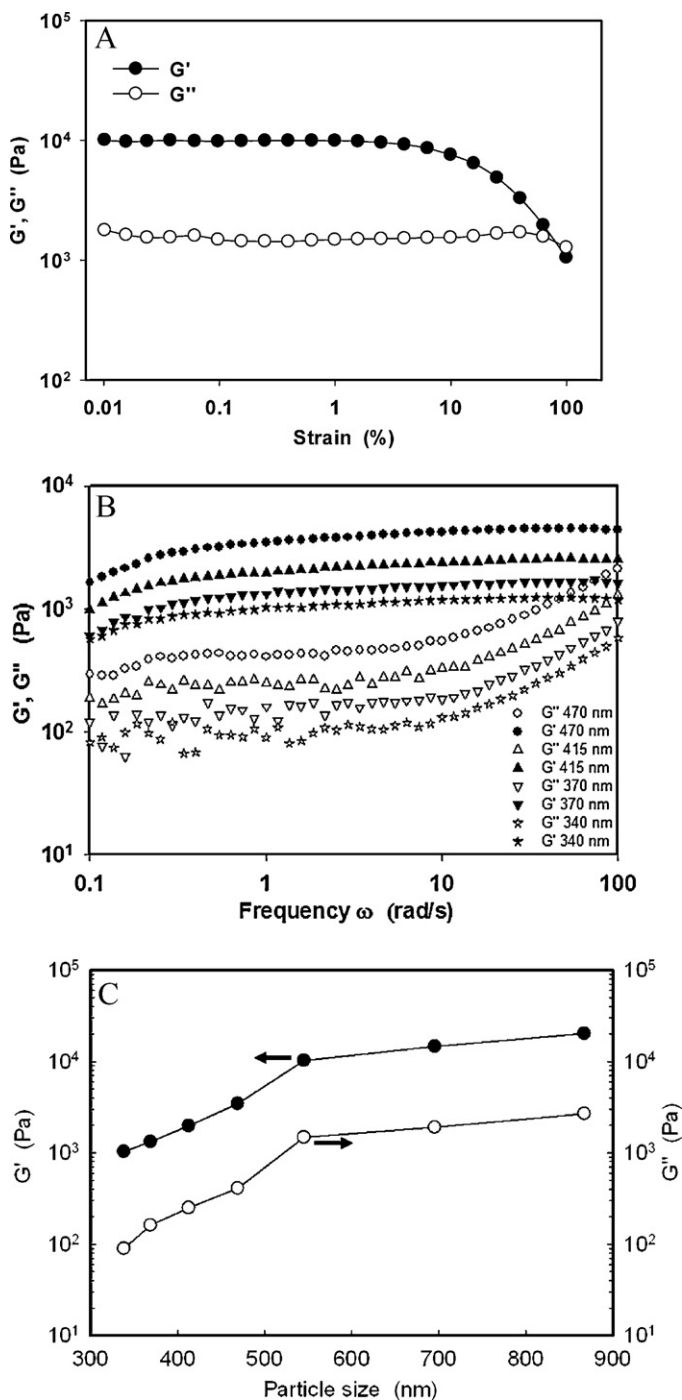 A
G'
G''
10⁵
10⁴
10³
10²
G', G'' (Pa)
0.01 0.1 1 10 100
Strain (%)
B
10⁴
10³
10²
10¹
G', G'' (Pa)
G'' 470 nm
G' 470 nm
G'' 415 nm
G' 415 nm
G'' 370 nm
G' 370 nm
G'' 340 nm
G' 340 nm
0.1 1 10 100
Frequency ω (rad/s)
C
10⁵
10⁴
10³
10²
10¹
G' (Pa)
10⁵
10⁴
10³
10²
10¹
G'' (Pa)
300 400 500 600 700 800 900
Particle size (nm)